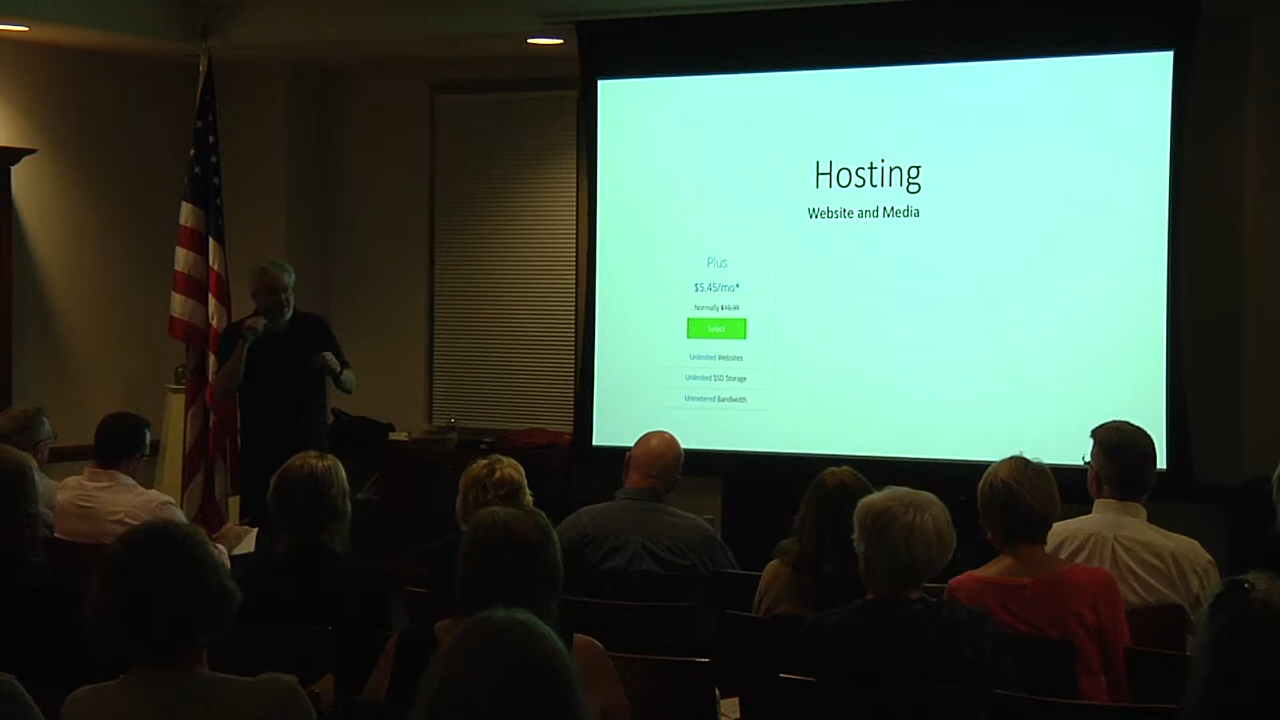 Hosting
Website and Media
Plus
$5.45/mo*
Normally
Select
Unlimited Websites
Unlimited SSD Storage
Unmetered Bandwidth